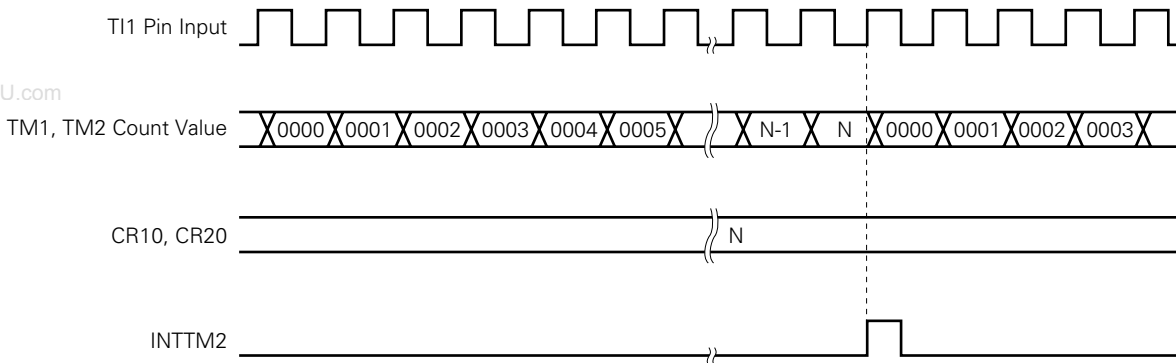 TI1 Pin Input
U.com
TM1, TM2 Count Value 0000 0001 0002 0003 0004 0005 N-1 N 0000 0001 0002 0003
CR10, CR20 N
INTTM2